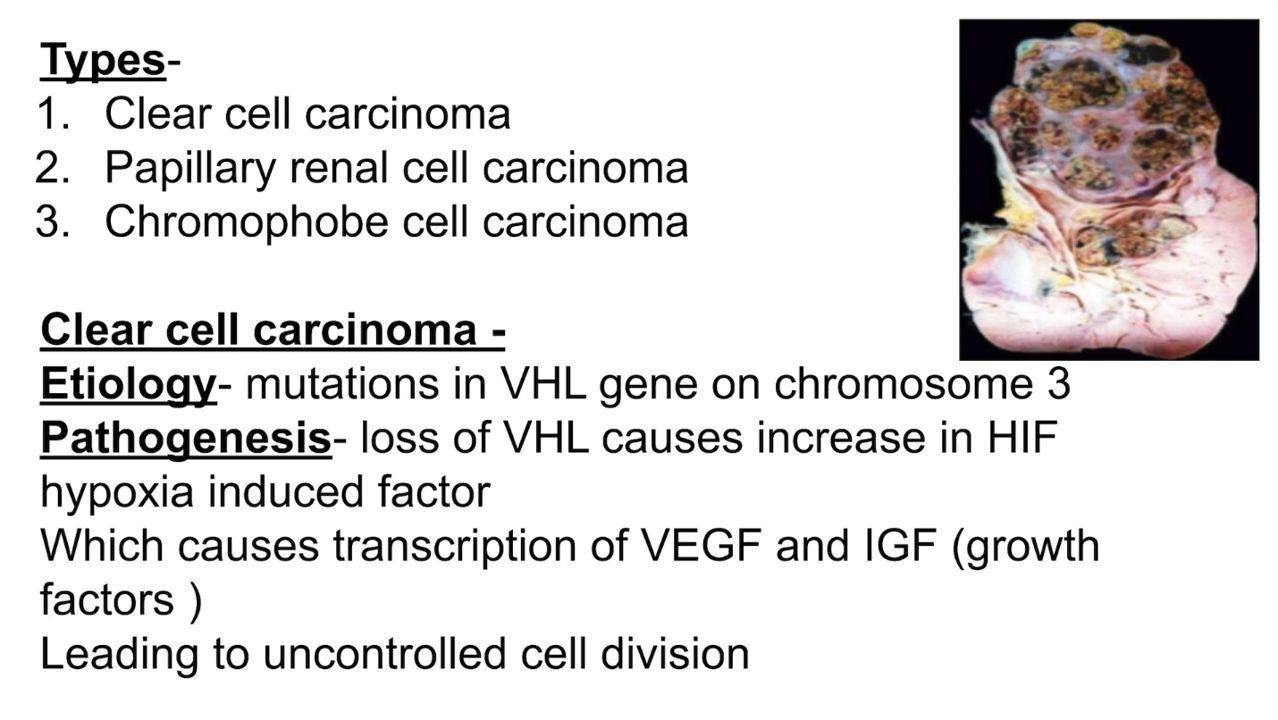 Types-
1. Clear cell carcinoma
2. Papillary renal cell carcinoma
3. Chromophobe cell carcinoma
Clear cell carcinoma -
Etiology- mutations in VHL gene on chromosome 3
Pathogenesis- loss of VHL causes increase in HIF
hypoxia induced factor
Which causes transcription of VEGF and IGF (growth
factors )
Leading to uncontrolled cell division